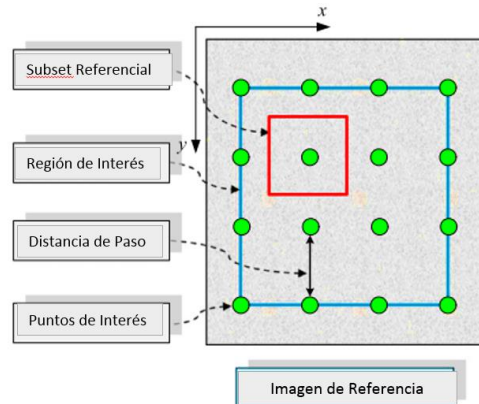 x
Subset Referencial
y
Región de Interés
Distancia de Paso
Puntos de Interés
Imagen de Referencia